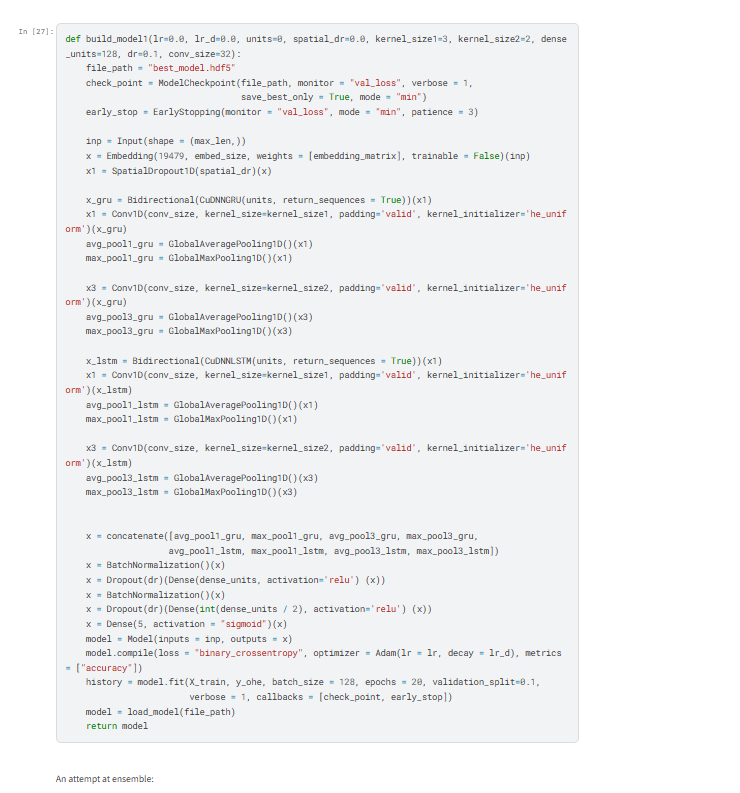 In [27]:
def build_model1(lr=0.0, lr_d=0.0, units=0, spatial_dr=0.0, kernel_size1=3, kernel_size2=2, dense
_units=128, dr=0.1, conv_size=32):
    file_path = "best_model.hdf5"
    check_point = ModelCheckpoint(file_path, monitor = "val_loss", verbose = 1,
                                  save_best_only = True, mode = "min")
    early_stop = EarlyStopping(monitor = "val_loss", mode = "min", patience = 3)

    inp = Input(shape = (max_len,))
    x = Embedding(19479, embed_size, weights = [embedding_matrix], trainable = False)(inp)
    x1 = SpatialDropout1D(spatial_dr)(x)

    x_gru = Bidirectional(CuDNNGRU(units, return_sequences = True))(x1)
    x1 = Conv1D(conv_size, kernel_size=kernel_size1, padding='valid', kernel_initializer='he_unif
orm')(x_gru)
    avg_pool1_gru = GlobalAveragePooling1D()(x1)
    max_pool1_gru = GlobalMaxPooling1D()(x1)

    x3 = Conv1D(conv_size, kernel_size=kernel_size2, padding='valid', kernel_initializer='he_unif
orm')(x_gru)
    avg_pool3_gru = GlobalAveragePooling1D()(x3)
    max_pool3_gru = GlobalMaxPooling1D()(x3)

    x_lstm = Bidirectional(CuDNNLSTM(units, return_sequences = True))(x1)
    x1 = Conv1D(conv_size, kernel_size=kernel_size1, padding='valid', kernel_initializer='he_unif
orm')(x_lstm)
    avg_pool1_lstm = GlobalAveragePooling1D()(x1)
    max_pool1_lstm = GlobalMaxPooling1D()(x1)

    x3 = Conv1D(conv_size, kernel_size=kernel_size2, padding='valid', kernel_initializer='he_unif
orm')(x_lstm)
    avg_pool3_lstm = GlobalAveragePooling1D()(x3)
    max_pool3_lstm = GlobalMaxPooling1D()(x3)


    x = concatenate([avg_pool1_gru, max_pool1_gru, avg_pool3_gru, max_pool3_gru,
                    avg_pool1_lstm, max_pool1_lstm, avg_pool3_lstm, max_pool3_lstm])
    x = BatchNormalization()(x)
    x = Dropout(dr)(Dense(dense_units, activation='relu') (x))
    x = BatchNormalization()(x)
    x = Dropout(dr)(Dense(int(dense_units / 2), activation='relu') (x))
    x = Dense(5, activation = "sigmoid")(x)
    model = Model(inputs = inp, outputs = x)
    model.compile(loss = "binary_crossentropy", optimizer = Adam(lr = lr, decay = lr_d), metrics
= ["accuracy"])
    history = model.fit(X_train, y_ohe, batch_size = 128, epochs = 20, validation_split=0.1,
                        verbose = 1, callbacks = [check_point, early_stop])
    model = load_model(file_path)
    return model
An attempt at ensemble: